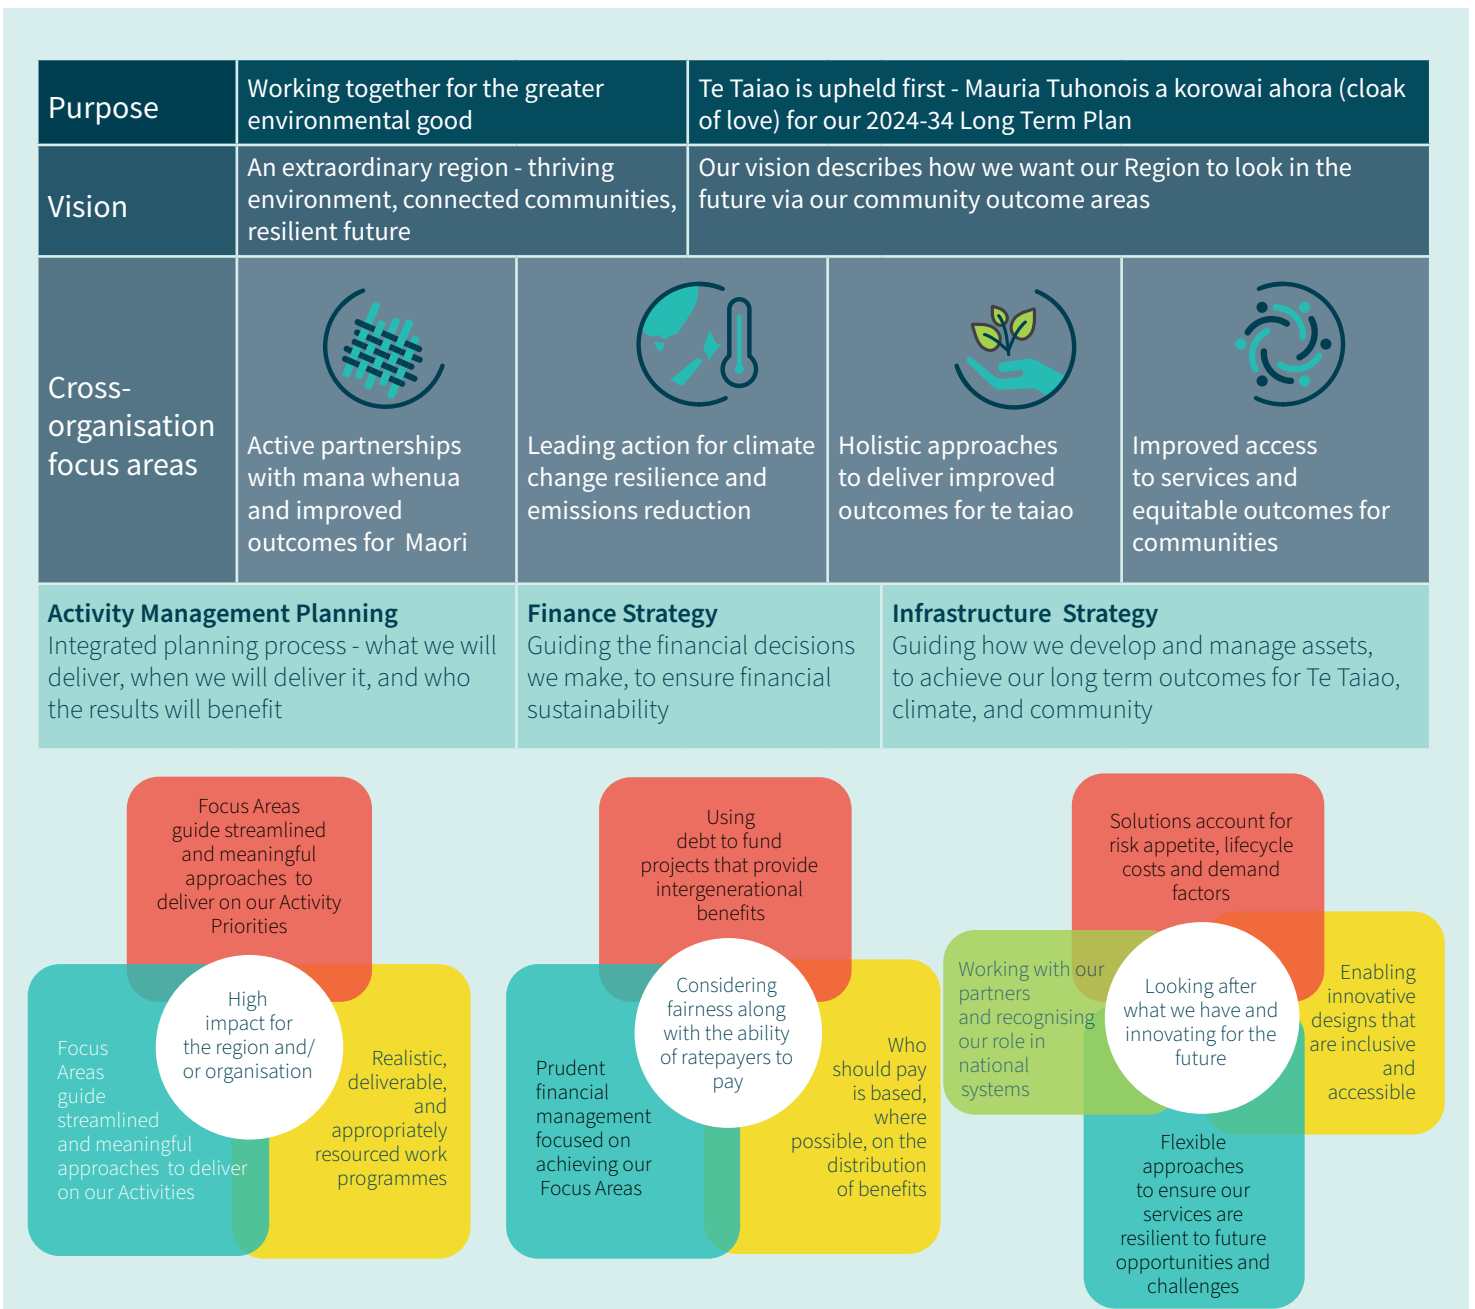 Purpose
Working together for the greater
environmental good
Te Taiao is upheld first - Mauria Tuhonois a korowai ahora (cloak
of love) for our 2024-34 Long Term Plan
Vision
An extraordinary region - thriving
environment, connected communities,
resilient future
Our vision describes how we want our Region to look in the
future via our community outcome areas
Cross-
organisation
focus areas
Active partnerships
with mana whenua
and improved
outcomes for Maori
Leading action for climate
change resilience and
emissions reduction
Holistic approaches
to deliver improved
outcomes for te taiao
Improved access
to services and
equitable outcomes for
communities
Activity Management Planning
Integrated planning process - what we will
deliver, when we will deliver it, and who
the results will benefit
Finance Strategy
Guiding the financial decisions
we make, to ensure financial
sustainability
Infrastructure Strategy
Guiding how we develop and manage assets,
to achieve our long term outcomes for Te Taiao,
climate, and community
Focus Areas
guide streamlined
and meaningful
approaches to
deliver on our Activity
Priorities
High
impact for
the region and/
or organisation
Focus
Areas
guide
streamlined
and meaningful
approaches to deliver
on our Activities
Realistic,
deliverable,
and
appropriately
resourced work
programmes
Using
debt to fund
projects that provide
intergenerational
benefits
Considering
fairness along
with the ability
of ratepayers to
pay
Prudent
financial
management
focused on
achieving our
Focus Areas
Who
should pay
is based,
where
possible, on the
distribution
of benefits
Solutions account for
risk appetite, lifecycle
costs and demand
factors
Working with our
partners
and recognising
our role in
national
systems
Looking after
what we have and
innovating for the
future
Enabling
innovative
designs that
are inclusive
and
accessible
Flexible
approaches
to ensure our
services are
resilient to future
opportunities and
challenges